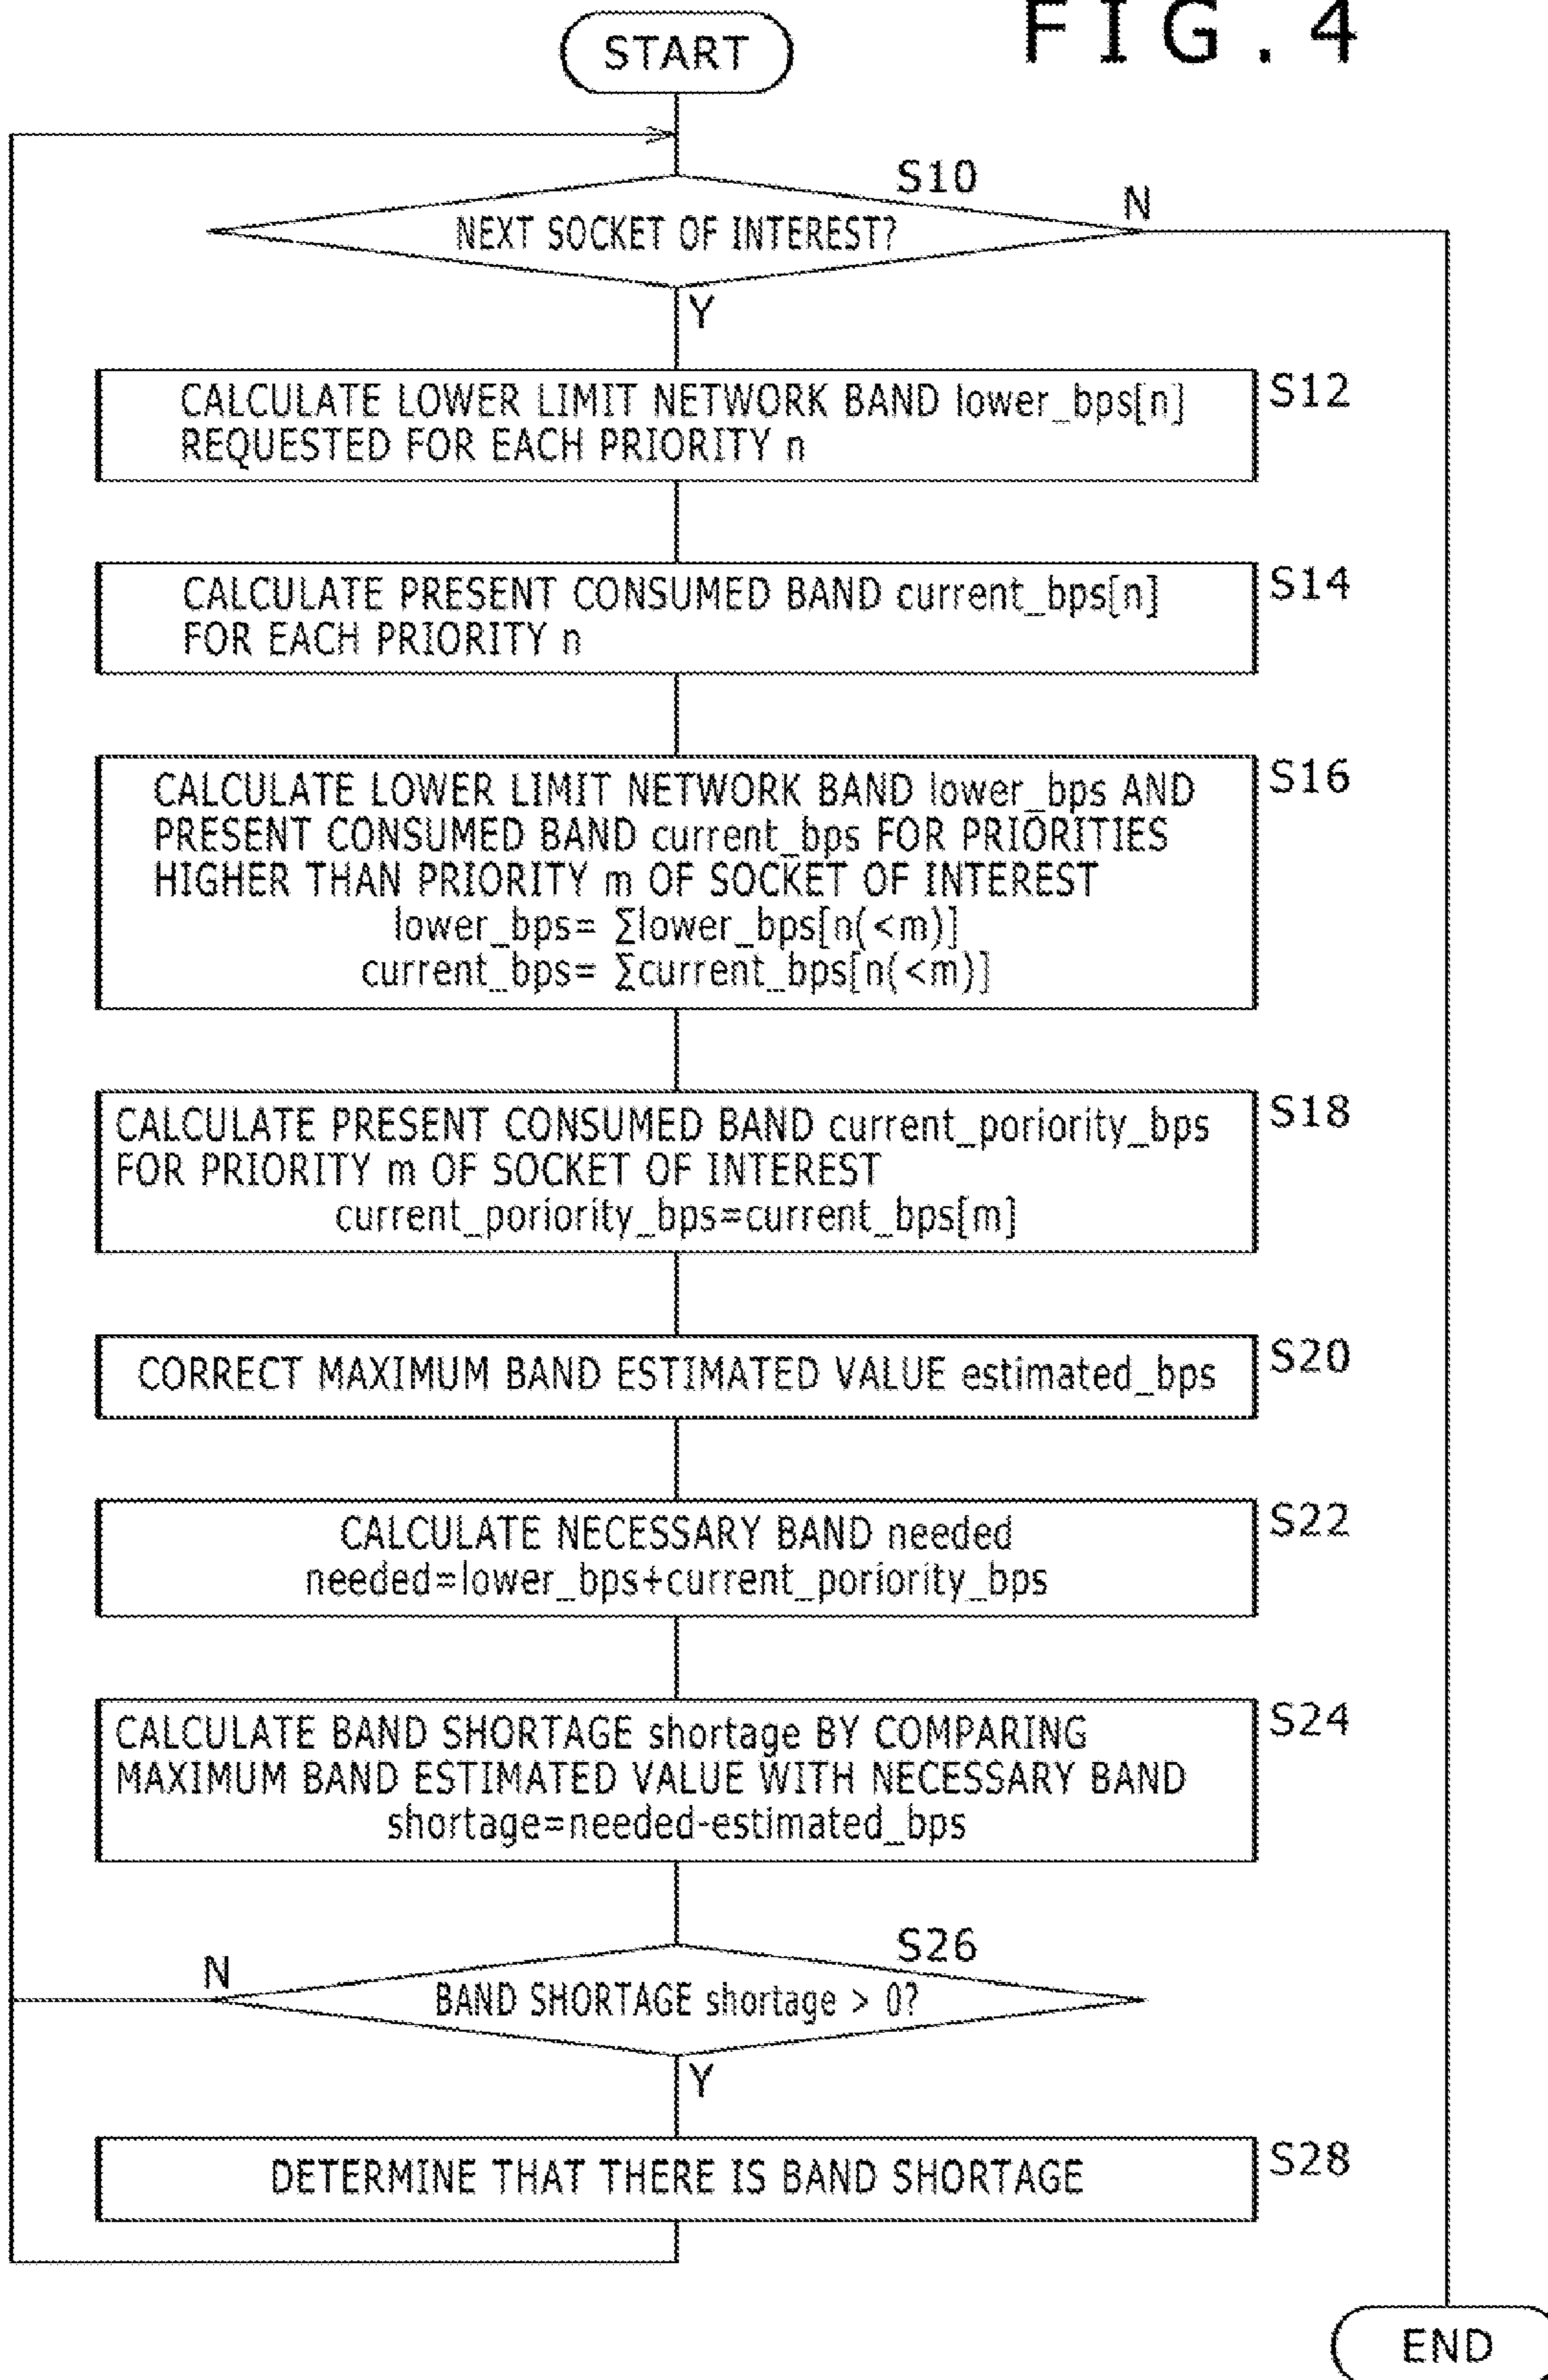 FIG. 4
START
S10
NEXT SOCKET OF INTEREST?
N
Y
CALCULATE LOWER LIMIT NETWORK BAND lower_bps[n]
REQUESTED FOR EACH PRIORITY n
S12
CALCULATE PRESENT CONSUMED BAND current_bps[n]
FOR EACH PRIORITY n
S14
CALCULATE LOWER LIMIT NETWORK BAND lower_bps AND
PRESENT CONSUMED BAND current_bps FOR PRIORITIES
HIGHER THAN PRIORITY m OF SOCKET OF INTEREST
lower_bps= ∑lower_bps[n(<m)]
current_bps= ∑current_bps[n(<m)]
S16
CALCULATE PRESENT CONSUMED BAND current_poriority_bps
FOR PRIORITY m OF SOCKET OF INTEREST
current_poriority_bps=current_bps[m]
S18
CORRECT MAXIMUM BAND ESTIMATED VALUE estimated_bps
S20
CALCULATE NECESSARY BAND needed
needed=lower_bps+current_poriority_bps
S22
CALCULATE BAND SHORTAGE shortage BY COMPARING
MAXIMUM BAND ESTIMATED VALUE WITH NECESSARY BAND
shortage=needed-estimated_bps
S24
S26
N
BAND SHORTAGE shortage > 0?
Y
DETERMINE THAT THERE IS BAND SHORTAGE
S28
END